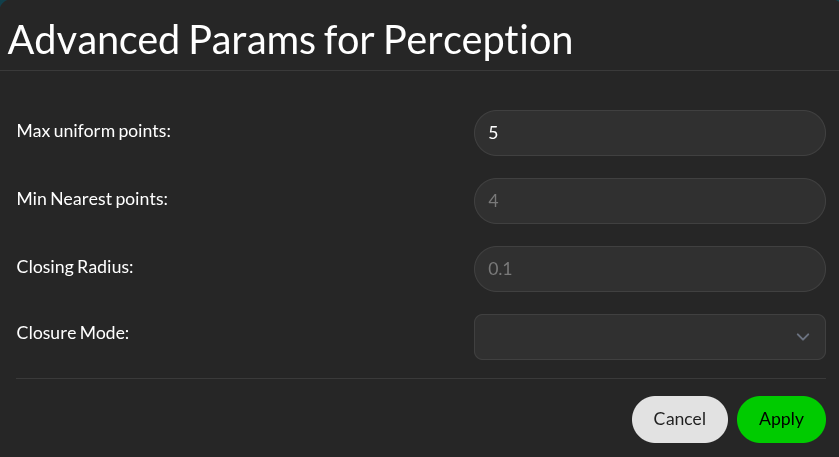 Advanced Params for Perception
Max uniform points:
5
Min Nearest points:
4
Closing Radius:
0.1
Closure Mode:
Cancel
Apply